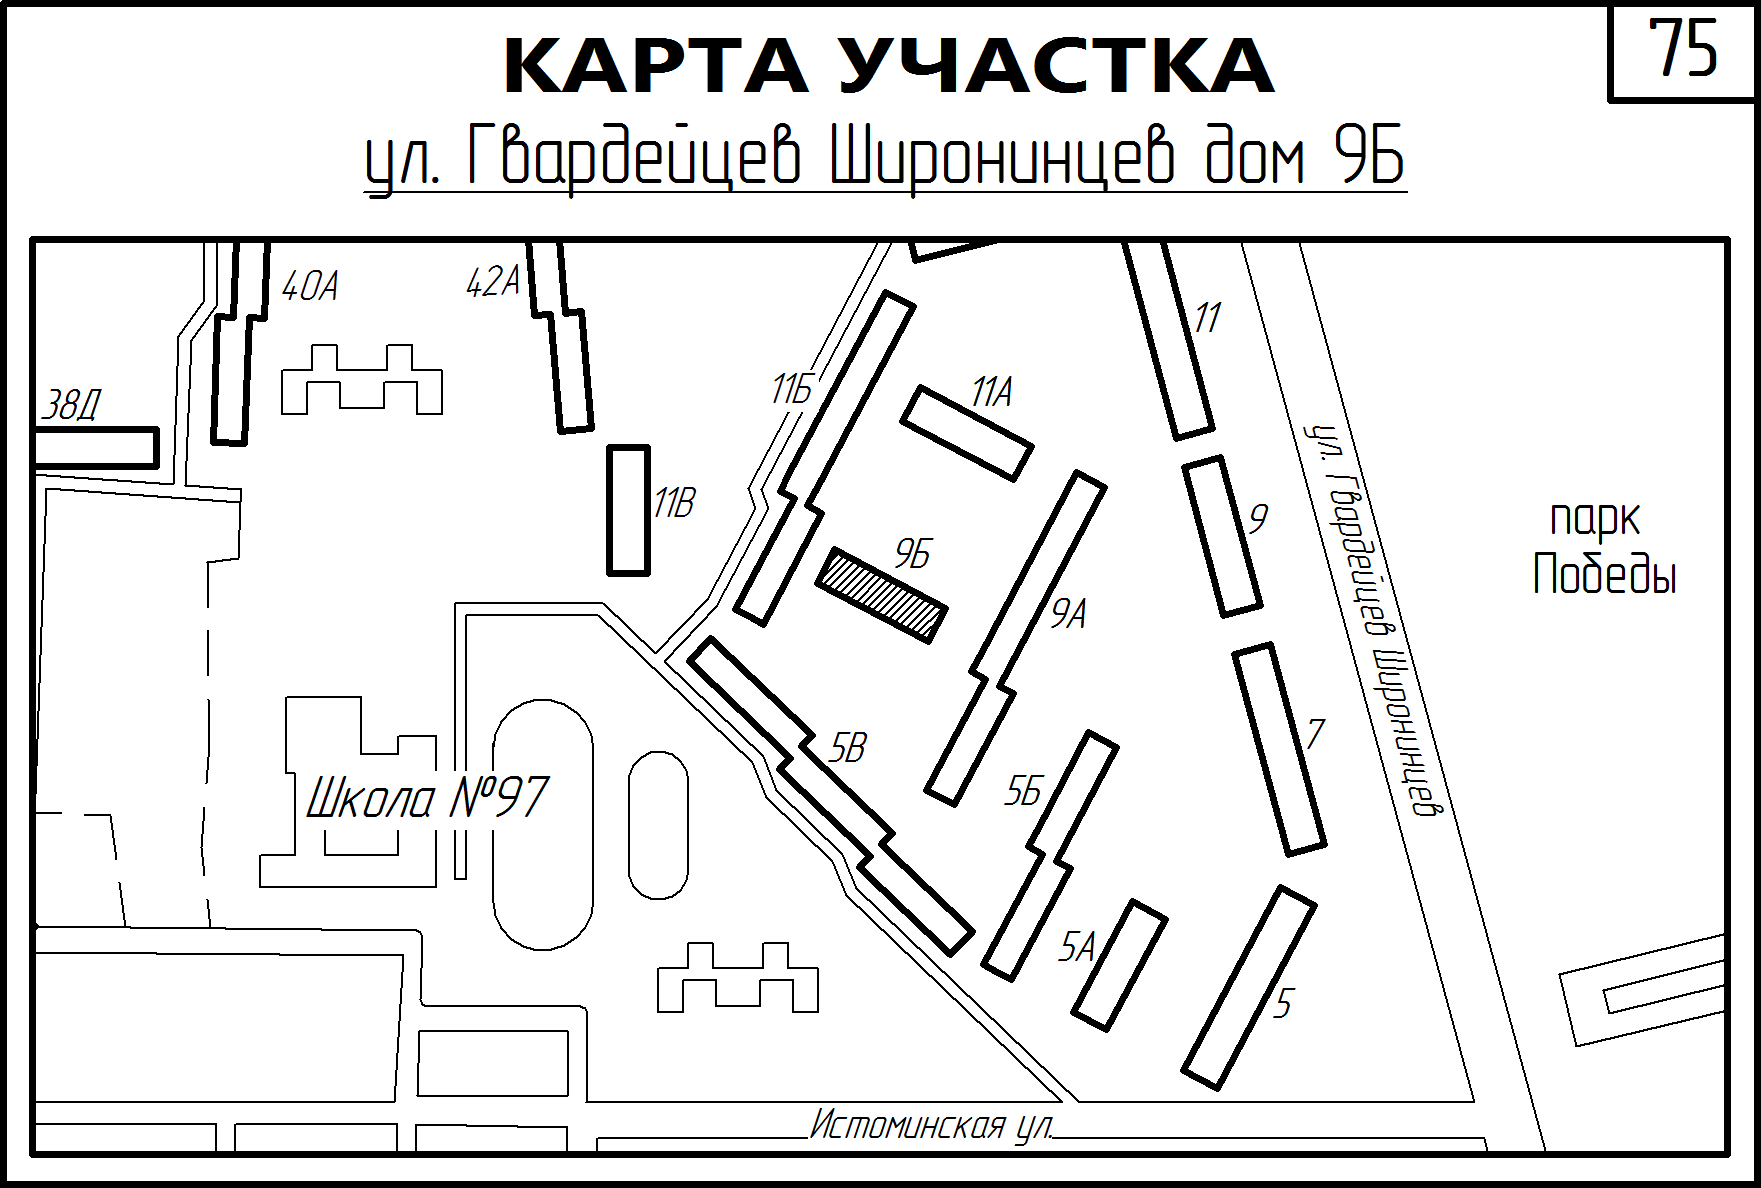 75
КАРТА УЧАСТКА
ул. Гвардейцев Широнинцев дом 9Б
40А
42А
11
38Д
11Б
11А
11В
9
ул. Гвардейцев Широнинцев
парк
Победы
9Б
9А
7
5В
5Б
Школа №97
5А
5
Истоминская ул.